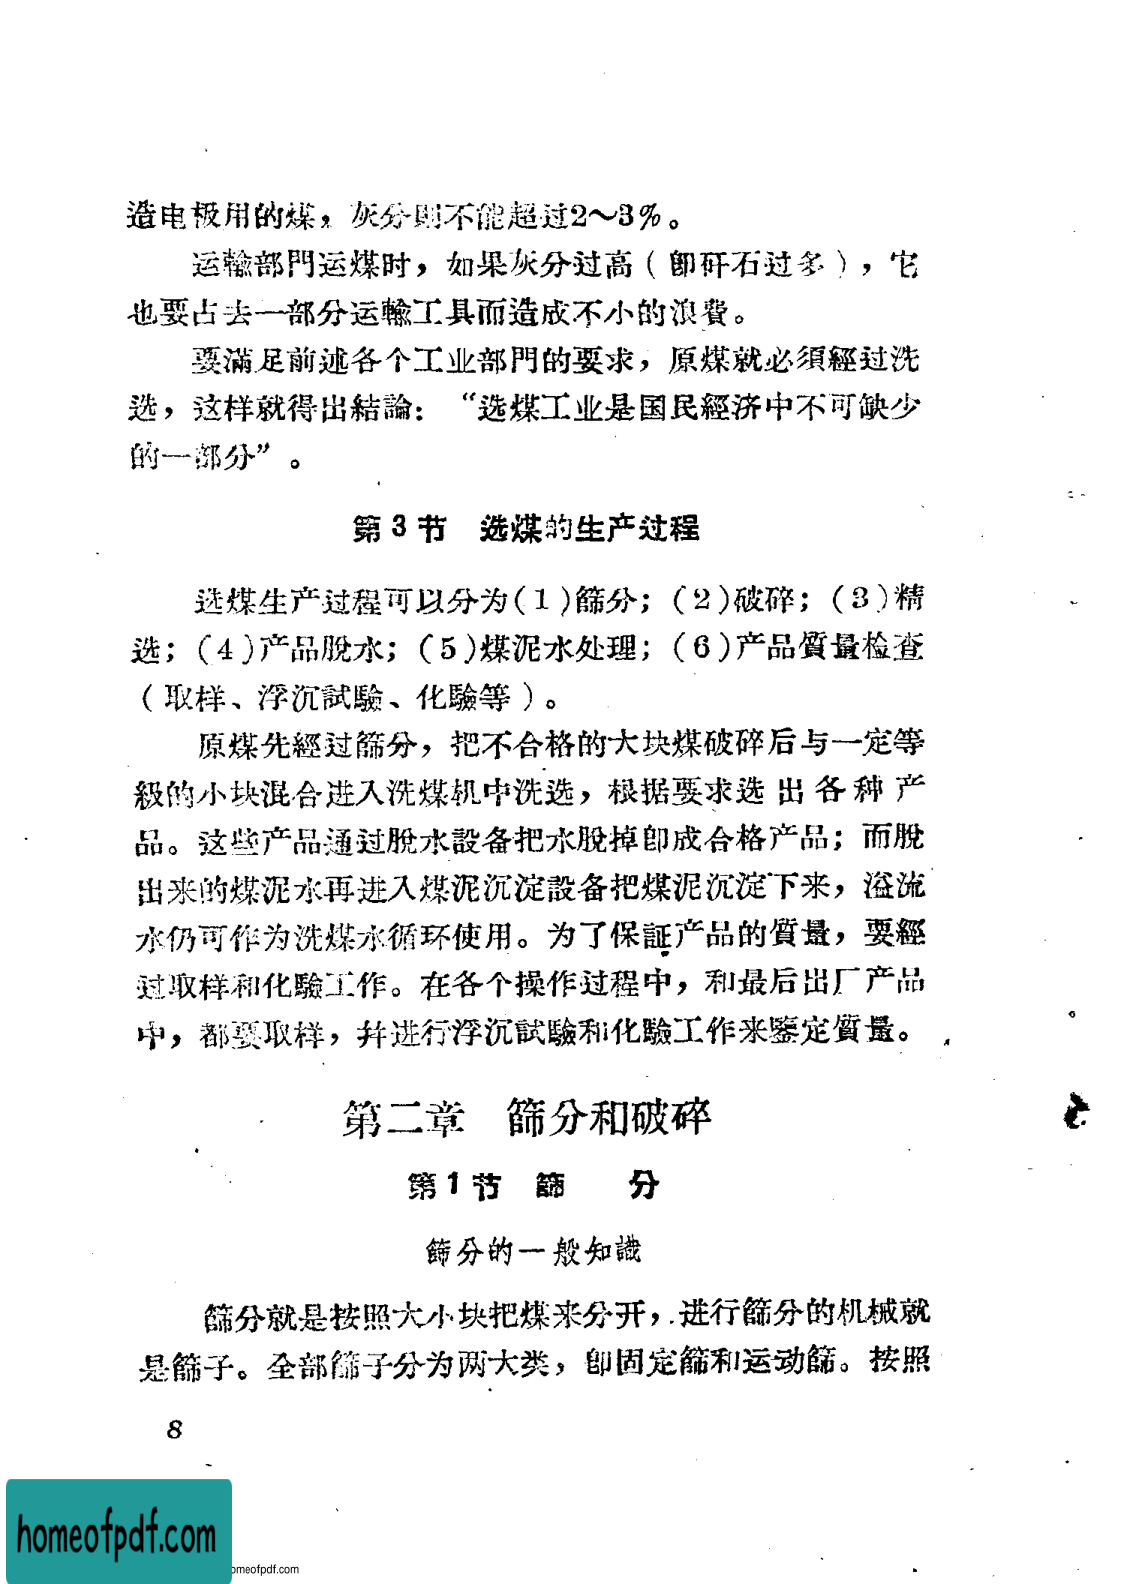 造电极用的煤，灰分則不能超过2～3%。
运輸部門运煤时，如果灰分过高（卽矸石过多），它
也要占去一部分运輸工具而造成不小的浪費。
要滿足前述各个工业部門的要求，原煤就必須經过洗
选，这样就得出結論：“选煤工业是国民經济中不可缺少
的一部分”。
第3节　选煤的生产过程
选煤生产过程可以分为(1)篩分；(2)破碎；(3)精
选；(4)产品脫水；(5)煤泥水处理；(6)产品質量检查
（取样、浮沉試驗、化驗等）。
原煤先經过篩分，把不合格的大块煤破碎后与一定等
級的小块混合进入洗煤机中洗选，根据要求选出各种产
品。这些产品通过脫水設备把水脫掉卽成合格产品；而脫
出来的煤泥水再进入煤泥沉淀設备把煤泥沉淀下来，溢流
水仍可作为洗煤水循环使用。为了保証产品的質量，要經
过取样和化驗工作。在各个操作过程中，和最后出厂产品
中，都要取样，幷进行浮沉試驗和化驗工作来鑒定質量。
第二章　篩分和破碎
第1节　篩　分
篩分的一般知識
篩分就是按照大小块把煤来分开，进行篩分的机械就
是篩子。全部篩子分为两大类，卽固定篩和运动篩。按照
8
homeofpdf.com
omeofpdf.com